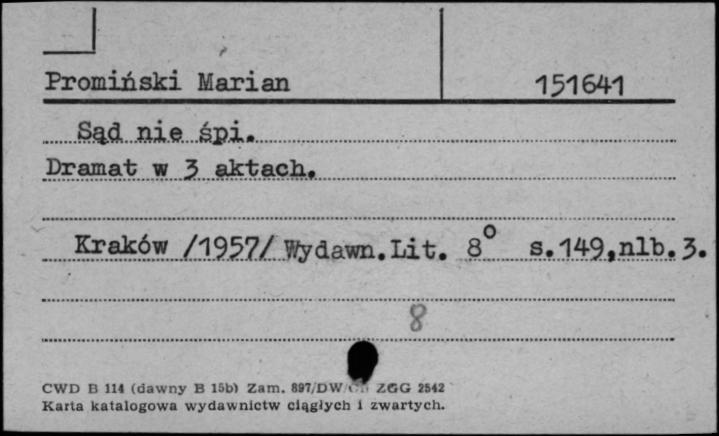 Promiński Marian 151641
Sąd nie śpi.
Dramat w 3 aktach.
Kraków /1957/ Wydawn.Lit. 8° s.149,nlb.3.
8
CWD B 114 (dawny B 15b) Zam. 897/DW ZGG 2542
Karta katalogowa wydawnictw ciągłych i zwartych.